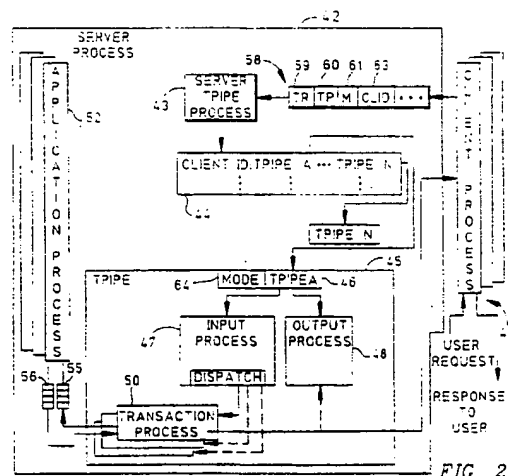 42
SERVER
PROCESS
58
59 60 61 63
TR TP'M CLID ...
43
SERVER
TPIPE
PROCESS
APPLICATION PROCESS
52
CLIENT PROCESS
CLIENT ID. TPIPE A ... TPIPE N
44
TPIPE N
45
TPIPE
64
MODE TPIPEA
46
47
INPUT
PROCESS
OUTPUT
PROCESS
48
DISPATCH
56
55
50
TRANSACTION
PROCESS
USER
REQUEST
RESPONSE
TO
USER
FIG. 2